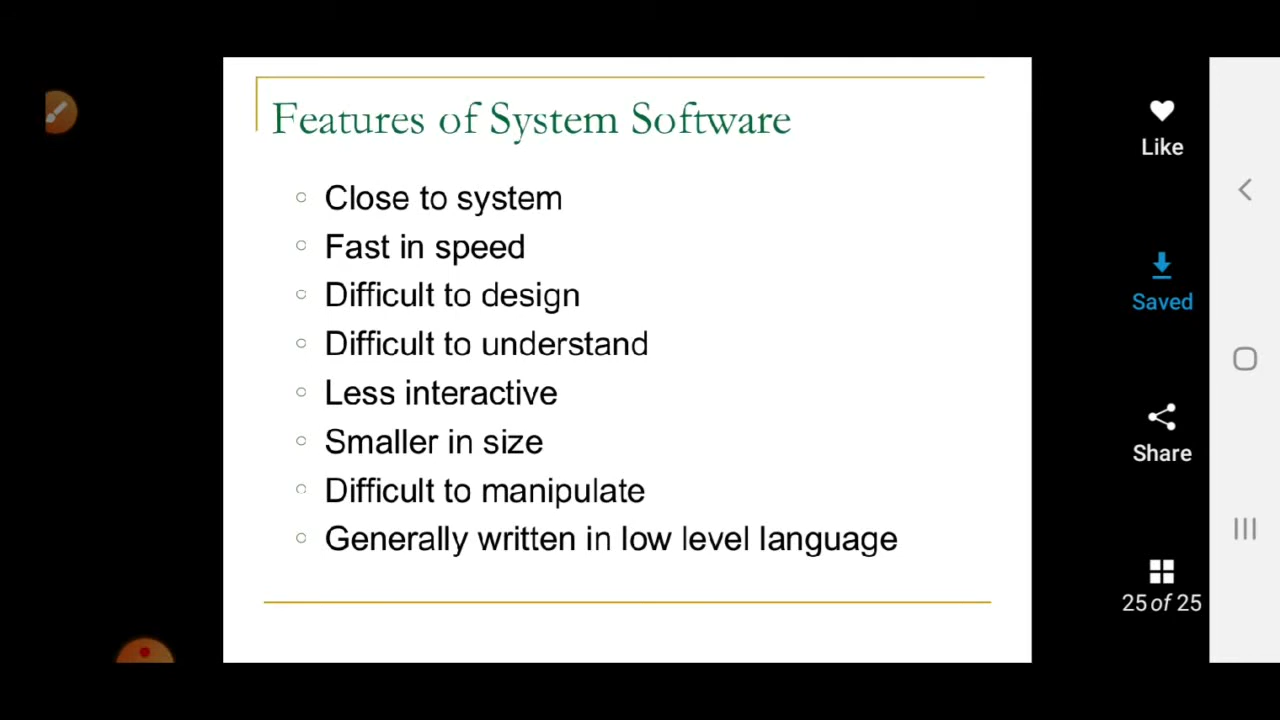 Features of System Software
Close to system
Fast in speed
Difficult to design
Difficult to understand
Less interactive
Smaller in size
Difficult to manipulate
Generally written in low level language
Like
Saved
Share
25 of 25